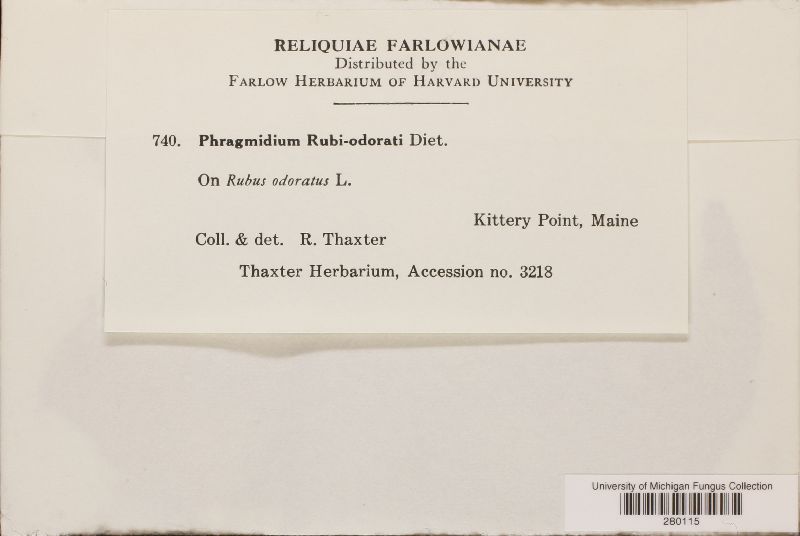 RELIQUIAE FARLOWIANAE
Distributed by the
FARLOW HERBARIUM OF HARVARD UNIVERSITY
740. Phragmidium Rubi-odorati Diet.
On Rubus odoratus L.
Kittery Point, Maine
Coll. & det. R. Thaxter
Thaxter Herbarium, Accession no. 3218
University of Michigan Fungus Collection
280115